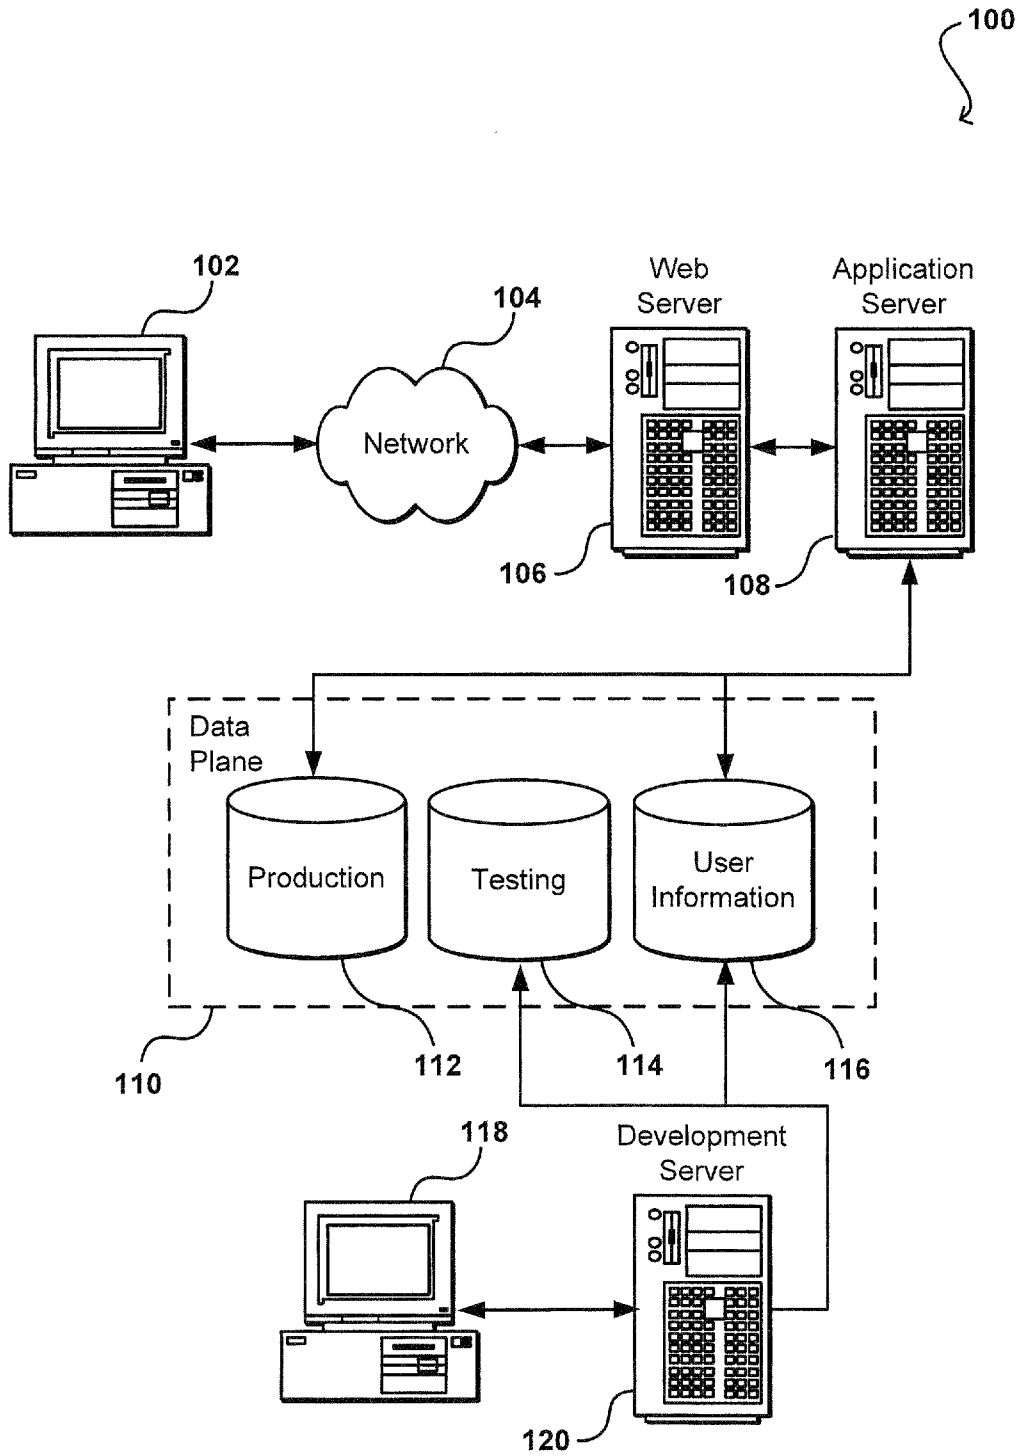 100
102
104
Web
Server
Application
Server
Network
106
108
Data
Plane
Production
Testing
User
Information
110
112
114
116
118
Development
Server
120